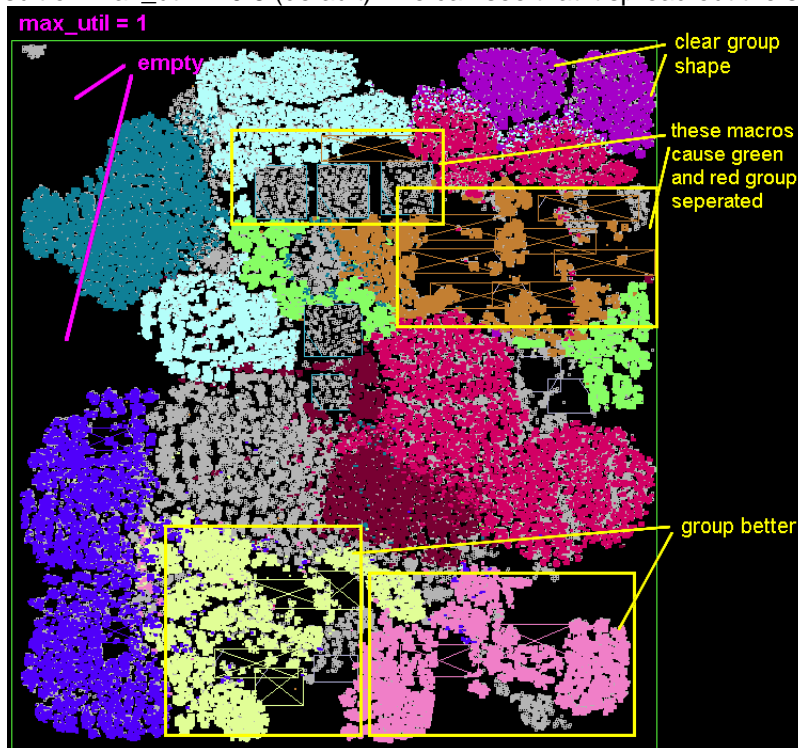 max_util = 1
empty
clear group
shape
these macros
cause green
and red group
seperated
group better